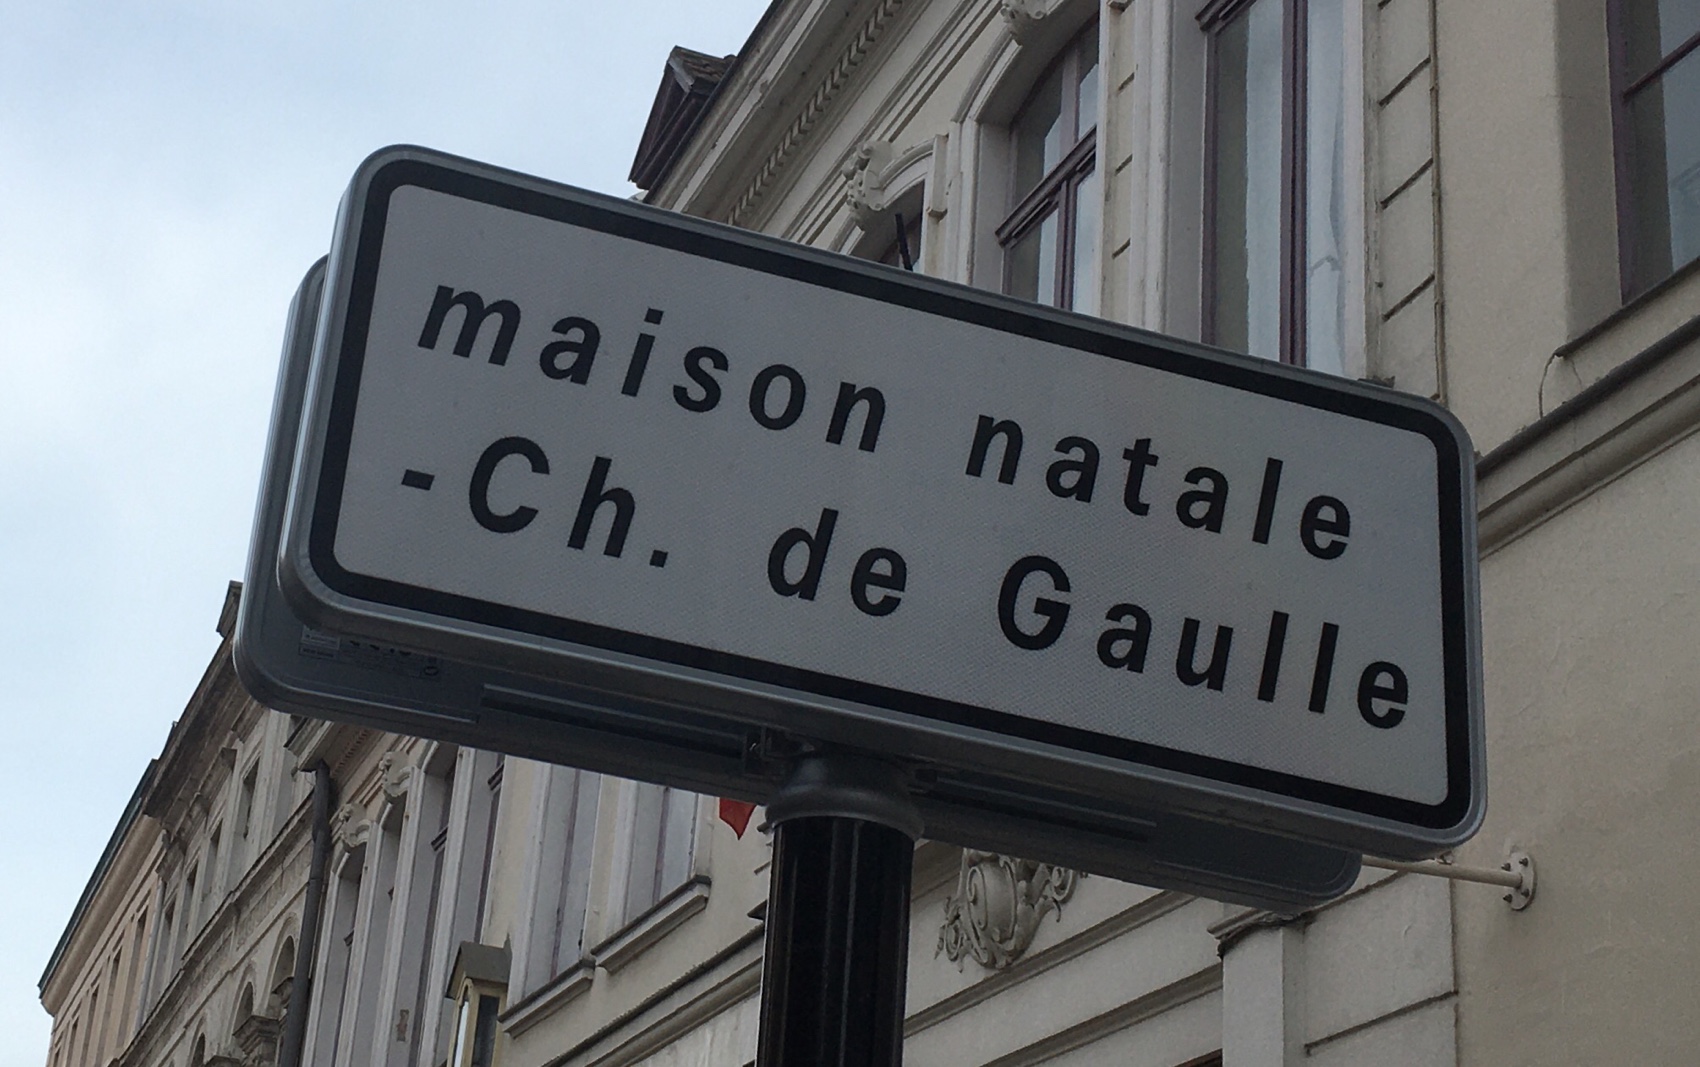 maison natale
-Ch. de Gaulle